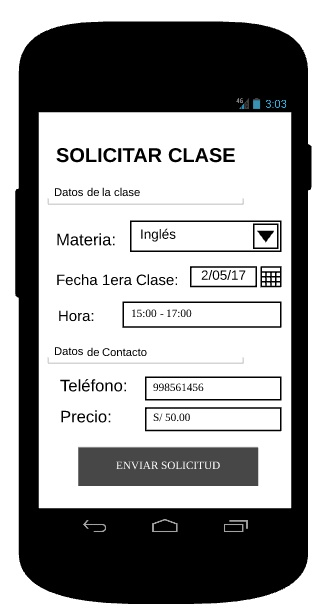 4G 3:03
SOLICITAR CLASE
Datos de la clase
Materia: Inglés
Fecha 1era Clase: 2/05/17
Hora: 15:00 - 17:00
Datos de Contacto
Teléfono: 998561456
Precio: S/ 50.00
ENVIAR SOLICITUD